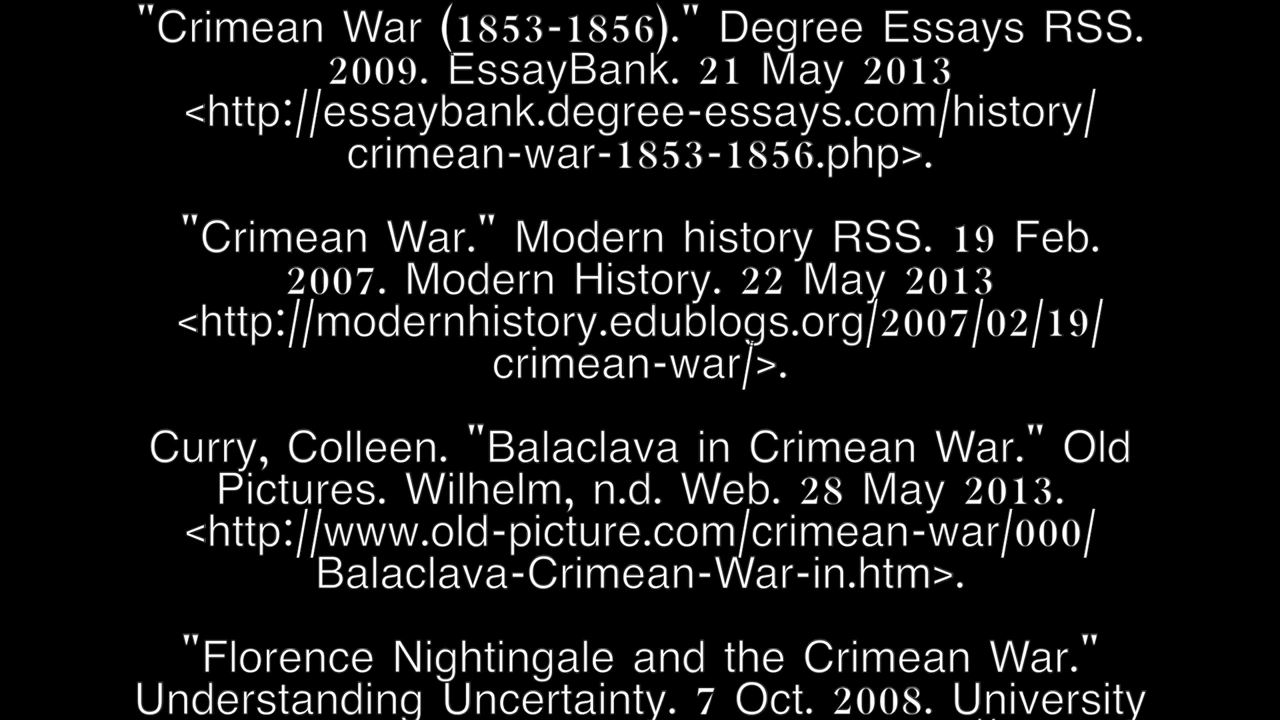 "Crimean War (1853-1856)." Degree Essays RSS.
2009. EssayBank. 21 May 2013
<http://essaybank.degree-essays.com/history/
crimean-war-1853-1856.php>.
"Crimean War." Modern history RSS. 19 Feb.
2007. Modern History. 22 May 2013
<http://modernhistory.edublogs.org/2007/02/19/
crimean-war/>.
Curry, Colleen. "Balaclava in Crimean War." Old
Pictures. Wilhelm, n.d. Web. 28 May 2013.
<http://www.old-picture.com/crimean-war/000/
Balaclava-Crimean-War-in.htm>.
"Florence Nightingale and the Crimean War."
Understanding Uncertainty. 7 Oct. 2008. University